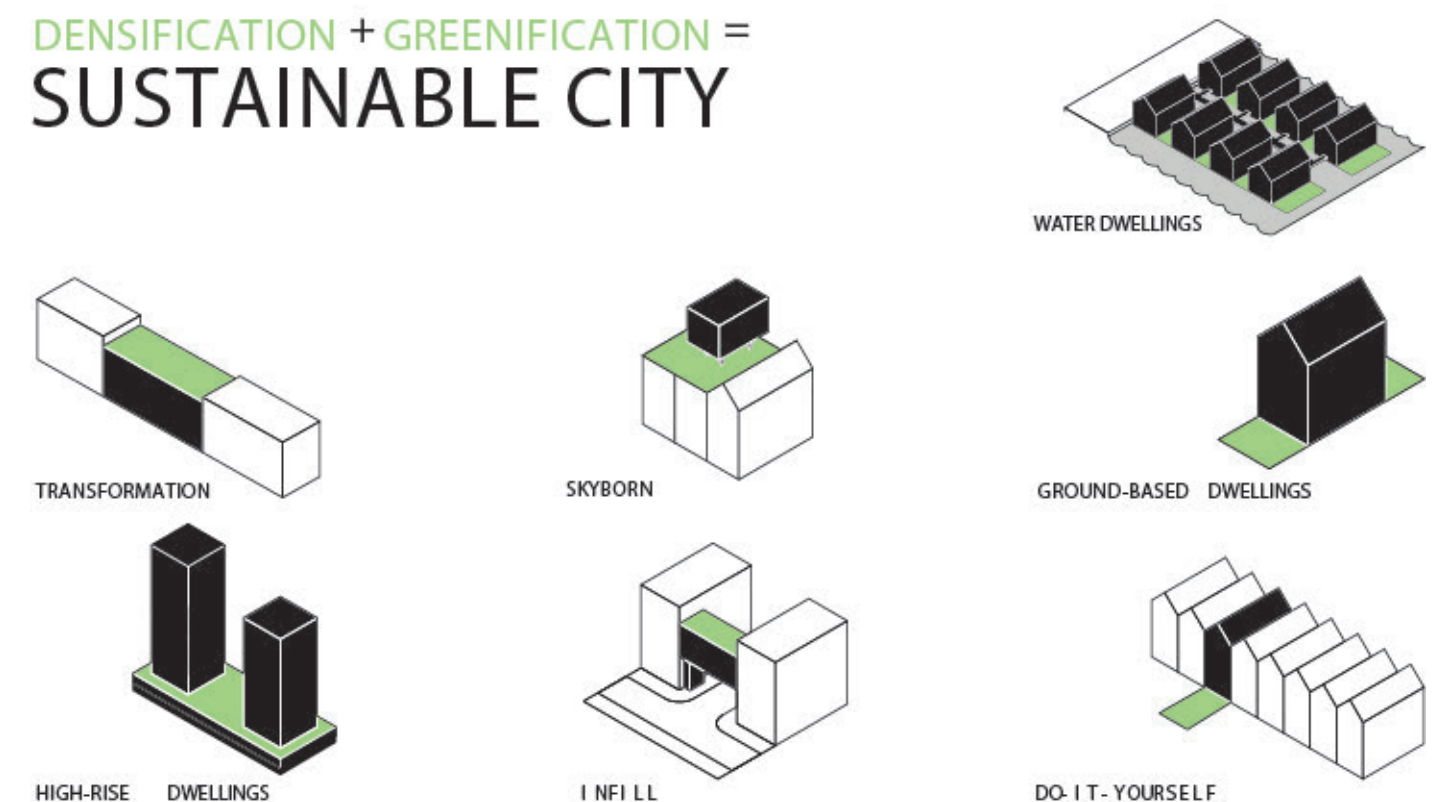 DENSIFICATION + GREENIFICATION =
SUSTAINABLE CITY
WATER DWELLINGS
TRANSFORMATION
SKYBORN
GROUND-BASED DWELLINGS
HIGH-RISE DWELLINGS
INFILL
DO-IT-YOURSELF